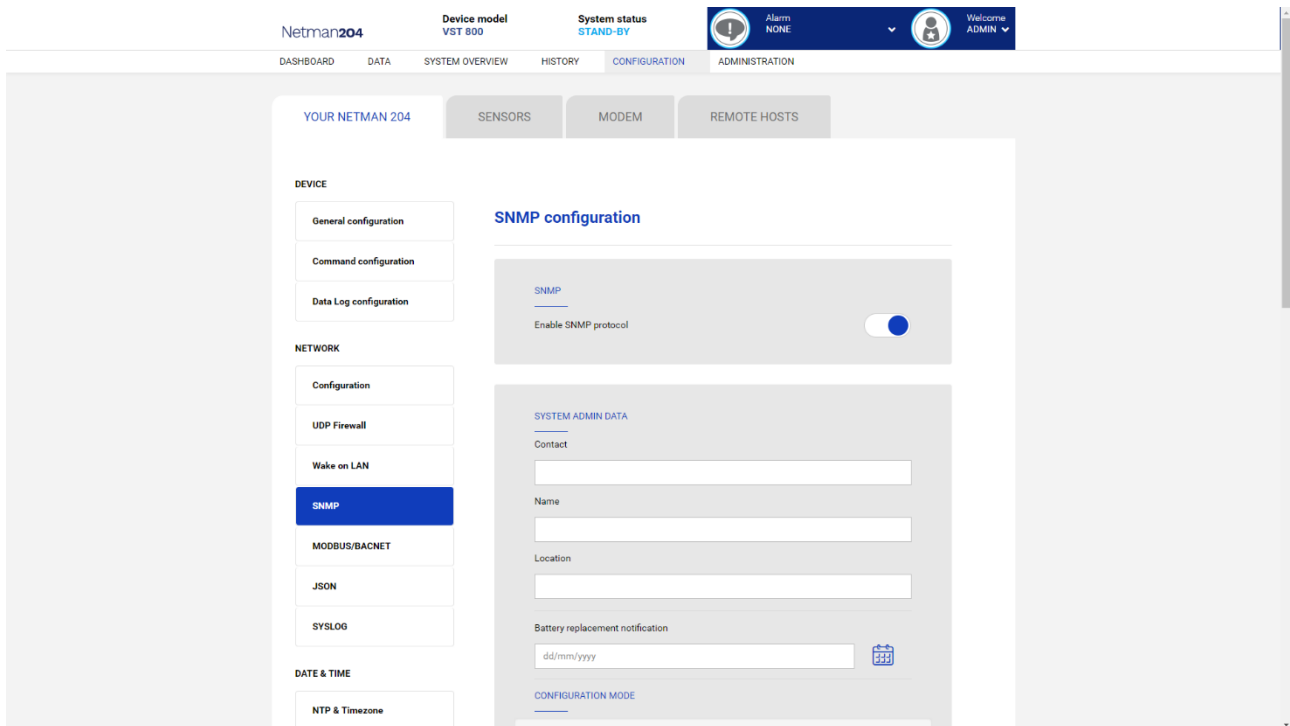 Netman204
Device model
VST 800
System status
STAND-BY
Alarm
NONE
Welcome
ADMIN
DASHBOARD DATA SYSTEM OVERVIEW HISTORY CONFIGURATION ADMINISTRATION
YOUR NETMAN 204 SENSORS MODEM REMOTE HOSTS
DEVICE
General configuration
Command configuration
Data Log configuration
NETWORK
Configuration
UDP Firewall
Wake on LAN
SNMP
MODBUS/BACNET
JSON
SYSLOG
DATE & TIME
NTP & Timezone
SNMP configuration
SNMP
Enable SNMP protocol
SYSTEM ADMIN DATA
Contact
Name
Location
Battery replacement notification
dd/mm/yyyy
CONFIGURATION MODE